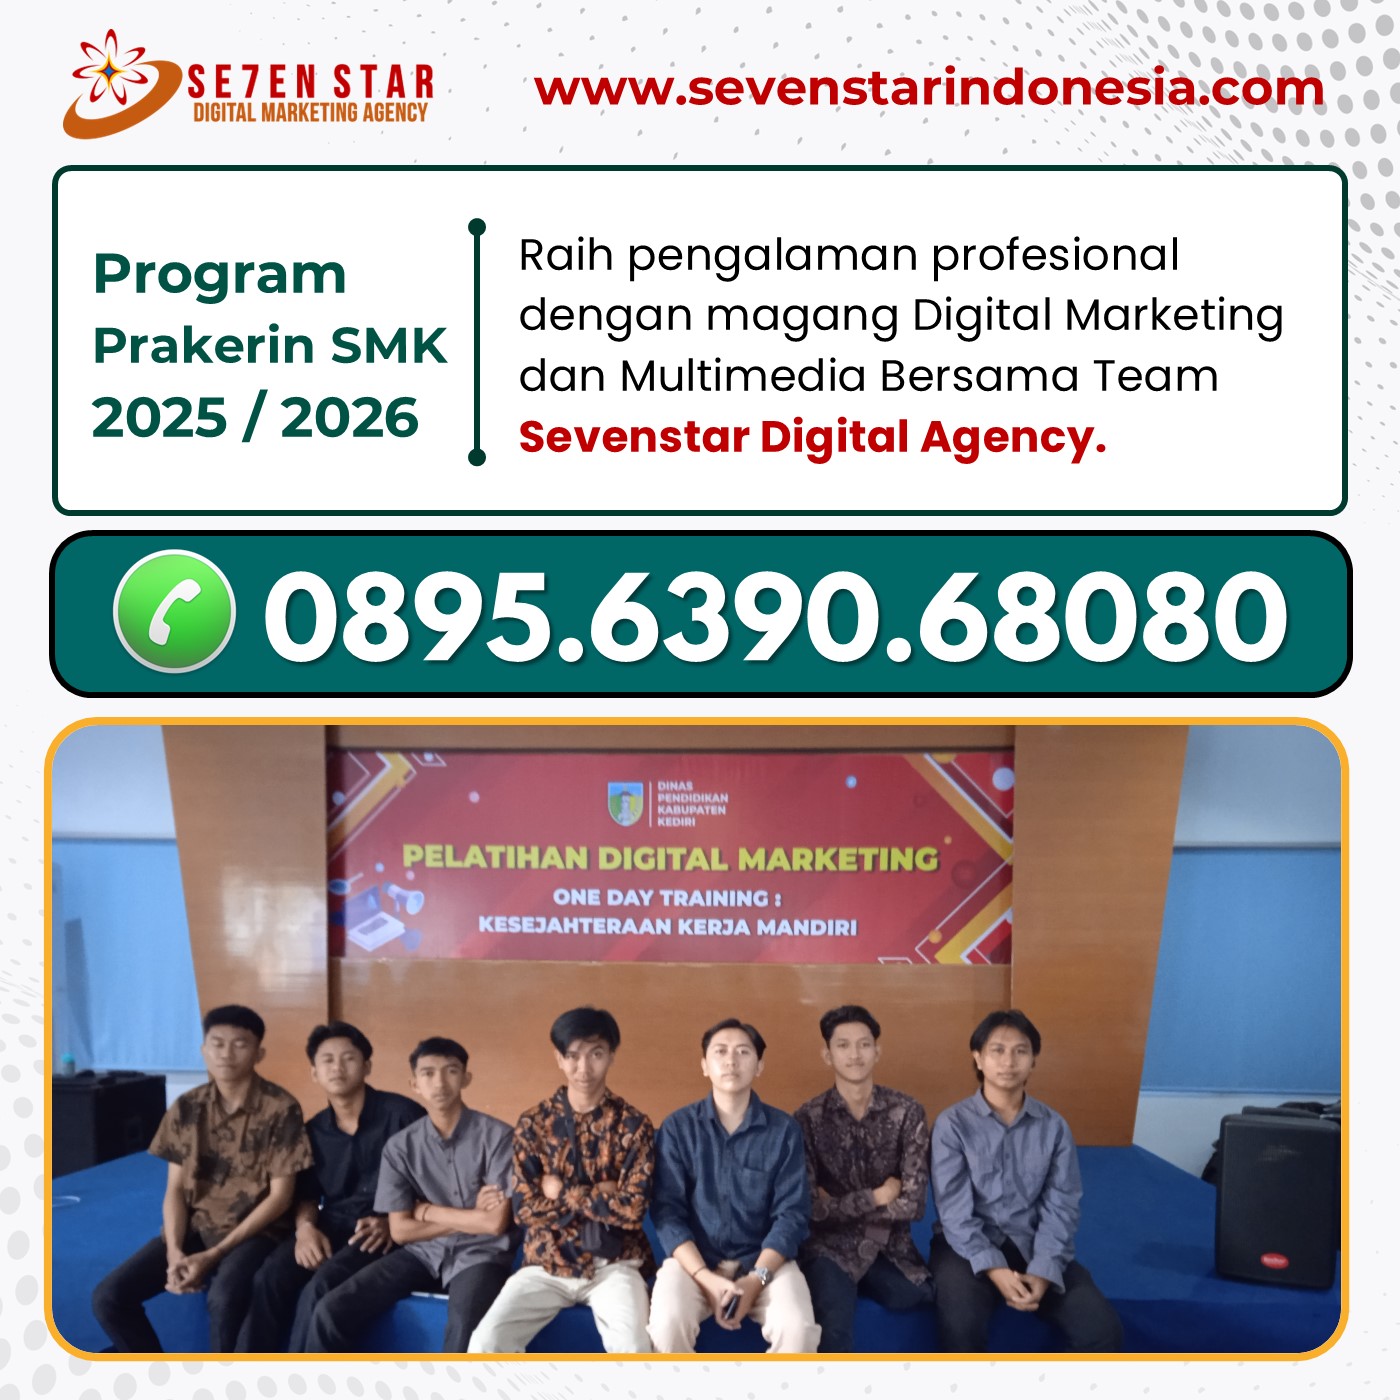 SE7EN STAR
DIGITAL MARKETING AGENCY
www.sevenstarindonesia.com
Program
Prakerin SMK
2025 / 2026
Raih pengalaman profesional
dengan magang Digital Marketing
dan Multimedia Bersama Team
Sevenstar Digital Agency.
0895.6390.68080
DINAS
PENDIDIKAN
KABUPATEN
KEDIRI
PELATIHAN DIGITAL MARKETING
ONE DAY TRAINING :
KESEJAHTERAAN KERJA MANDIRI